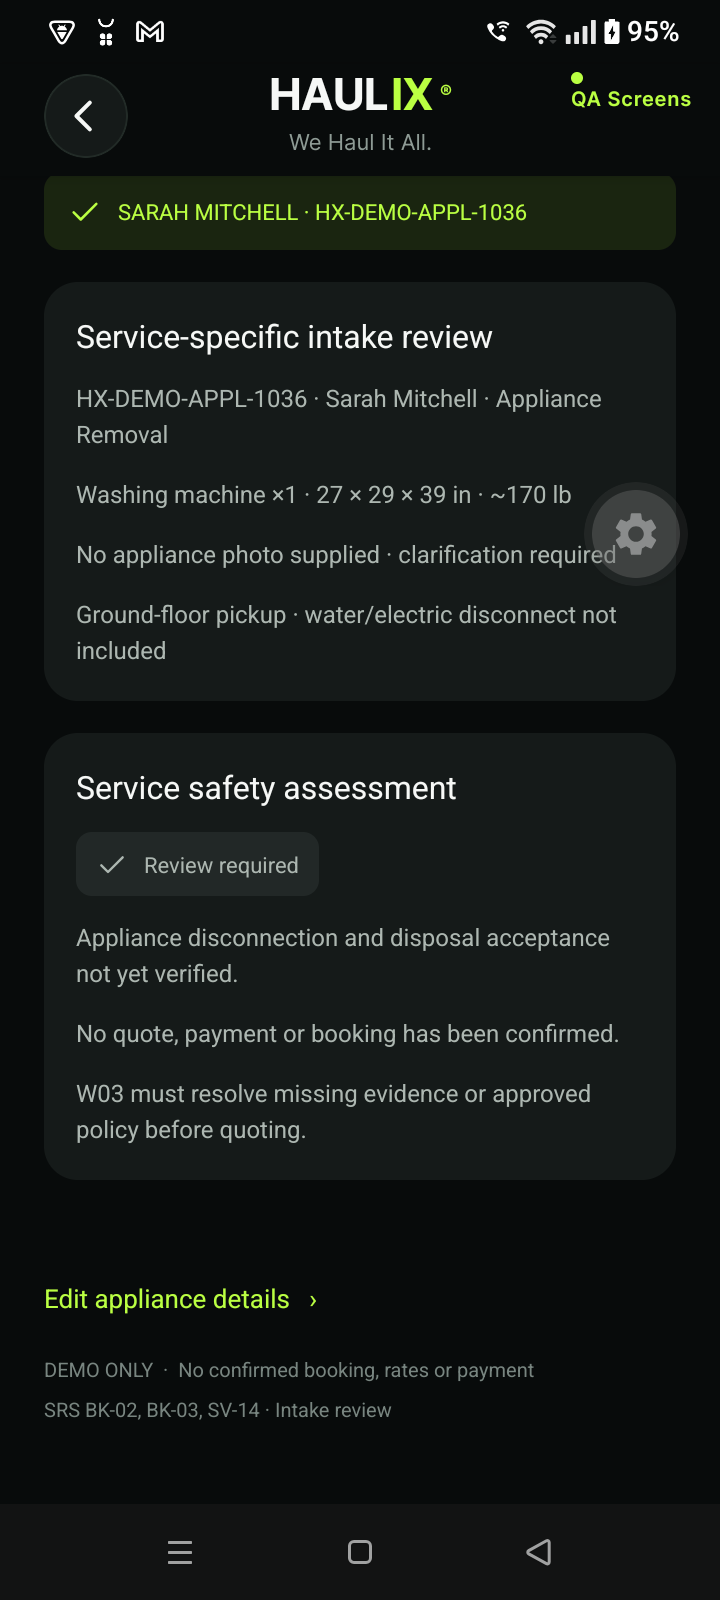 95%
HAULIX ®
QA Screens
We Haul It All.
SARAH MITCHELL · HX-DEMO-APPL-1036
Service-specific intake review
HX-DEMO-APPL-1036 · Sarah Mitchell · Appliance
Removal
Washing machine ×1 · 27 × 29 × 39 in · ~170 lb
No appliance photo supplied · clarification required
Ground-floor pickup · water/electric disconnect not
included
Service safety assessment
Review required
Appliance disconnection and disposal acceptance
not yet verified.
No quote, payment or booking has been confirmed.
W03 must resolve missing evidence or approved
policy before quoting.
Edit appliance details ›
DEMO ONLY · No confirmed booking, rates or payment
SRS BK-02, BK-03, SV-14 · Intake review